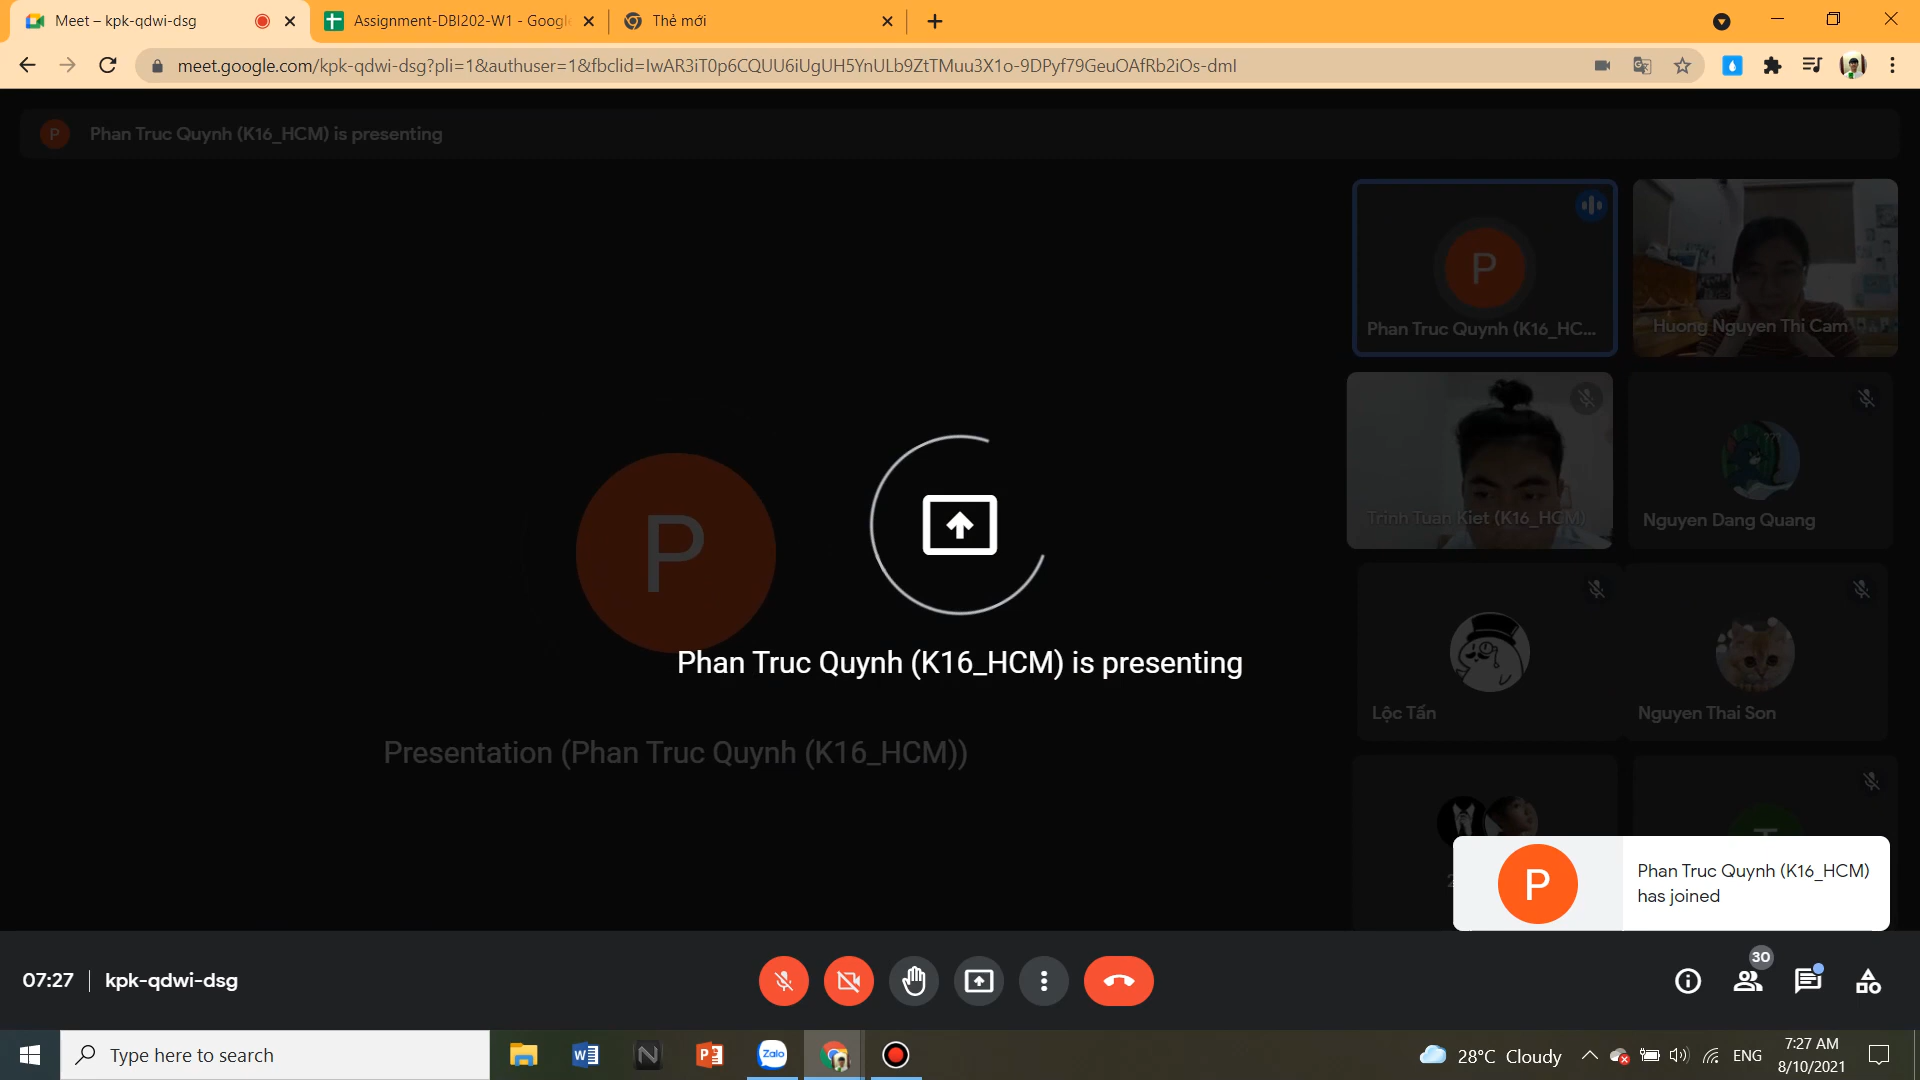 Meet – kpk-qdwi-dsg
Assignment-DBI202-W1 - Googl
Thẻ mới
meet.google.com/kpk-qdwi-dsg?pli=1&authuser=1&fbclid=IwAR3iT0p6CQUU6iUgUH5YnULb9ZtTMuu3X1o-9DPyf79GeuOAfRb2iOs-dmI
P
Phan Truc Quynh (K16_HCM) is presenting
P
Phan Truc Quynh (K16_HC...
Huong Nguyen Thi Cam
Trinh Tuan Kiet (K16_HCM)
Nguyen Dang Quang
P
Phan Truc Quynh (K16_HCM) is presenting
Presentation (Phan Truc Quynh (K16_HCM))
Lộc Tấn
Nguyen Thai Son
P
Phan Truc Quynh (K16_HCM)
has joined
07:27
kpk-qdwi-dsg
30
Type here to search
Zalo
28°C Cloudy
ENG
7:27 AM
8/10/2021